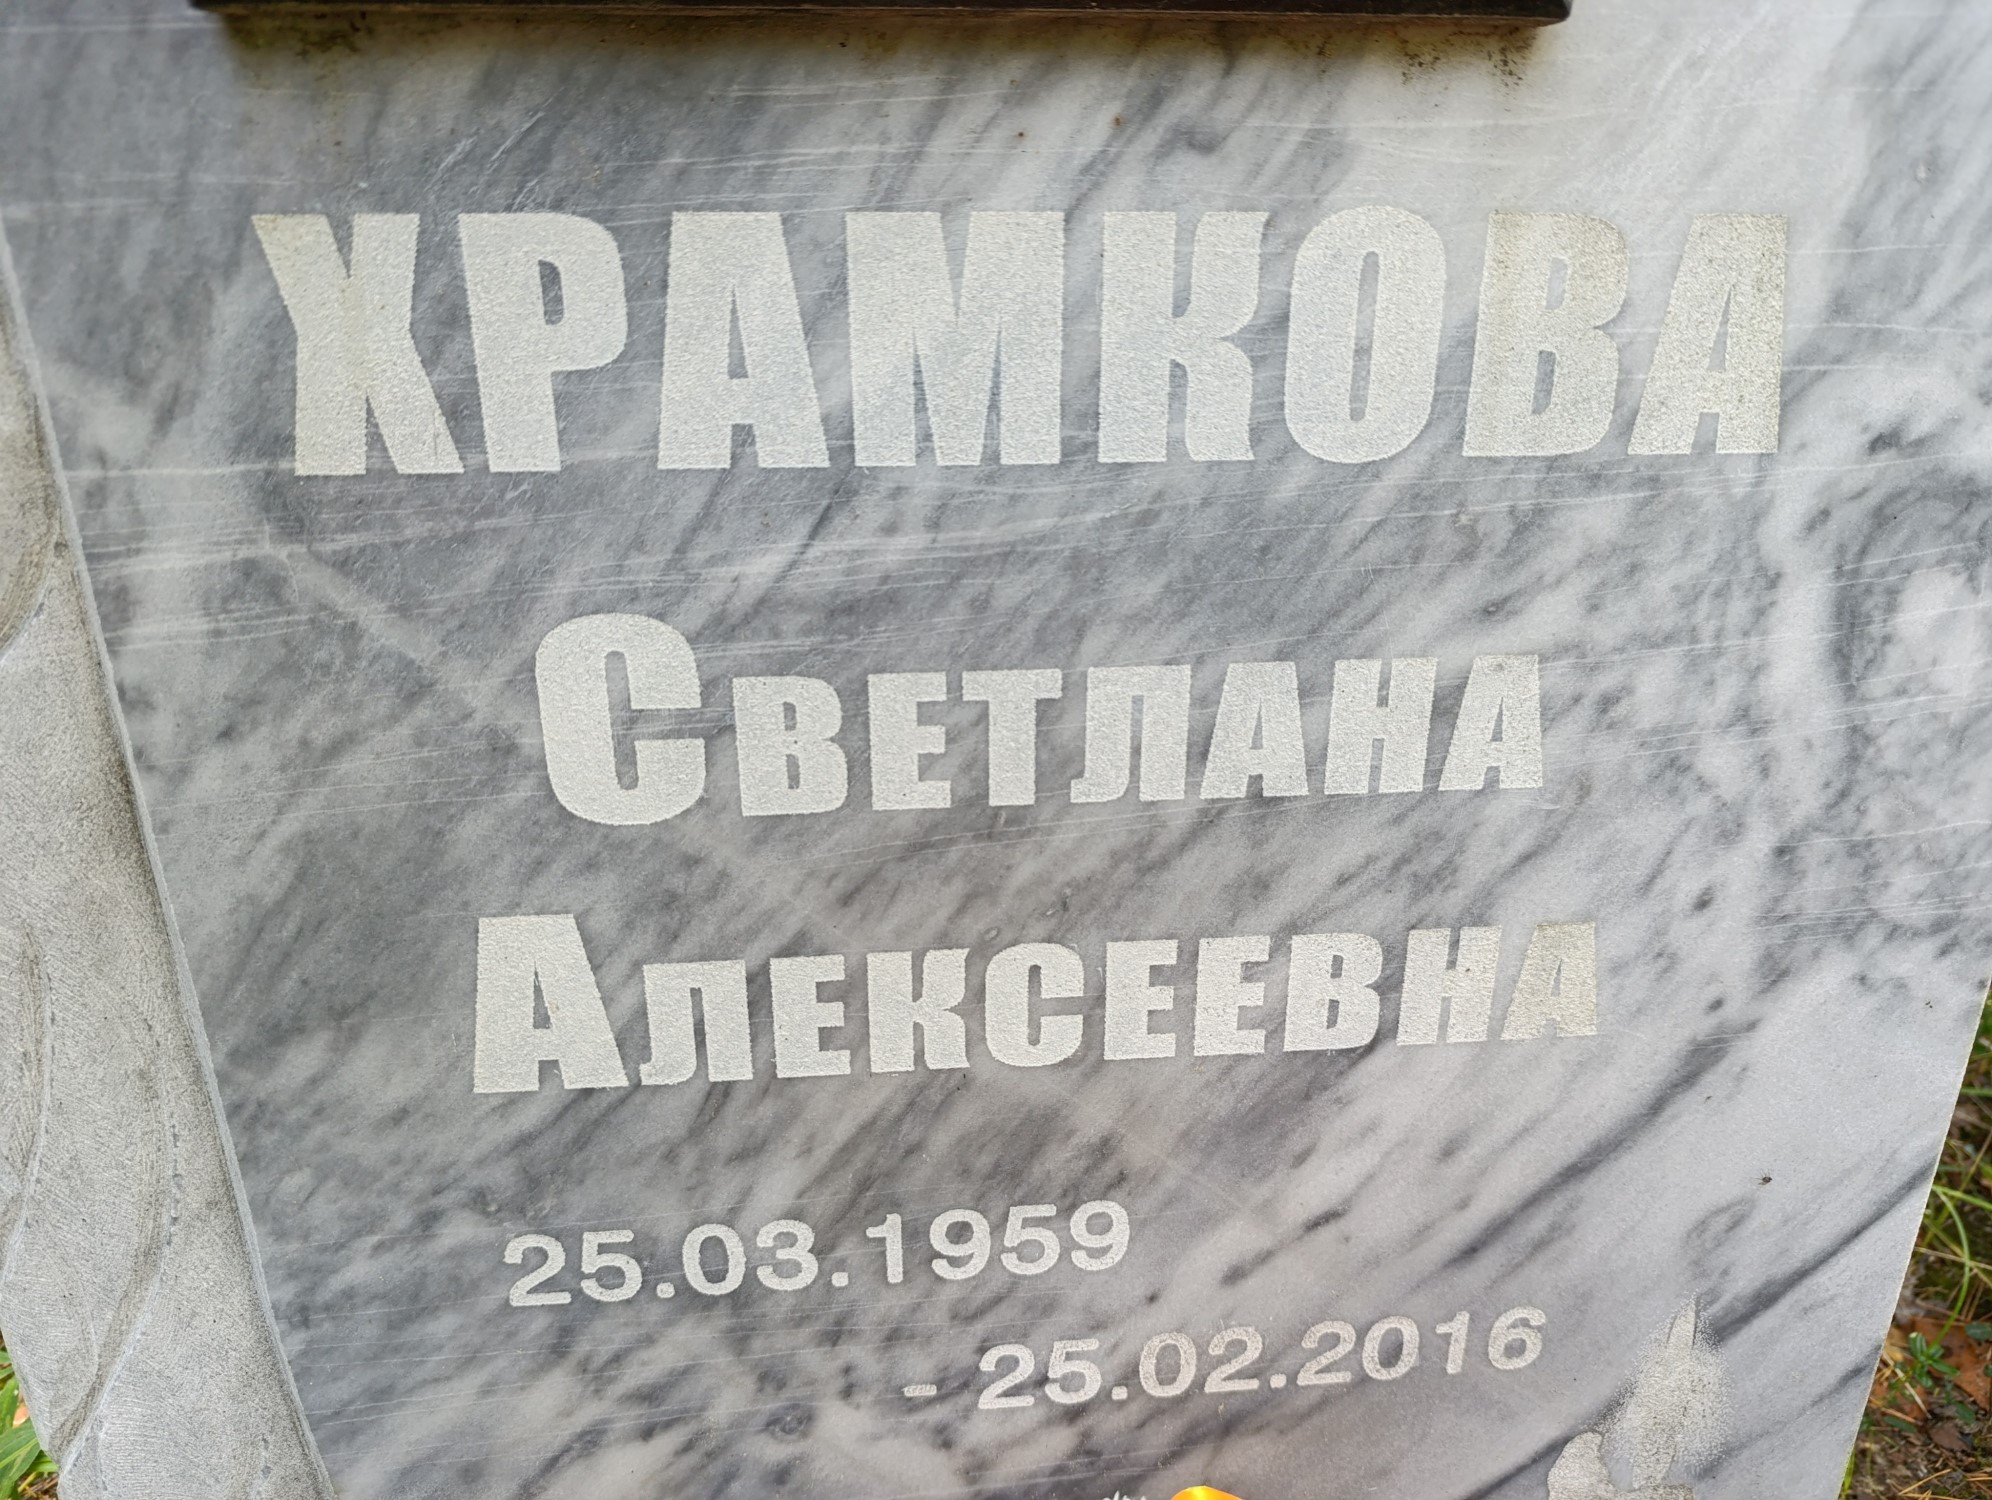 ХРАМКОВА
СВЕТЛАНА
АЛЕКСЕЕВНА
25.03.1959
- 25.02.2016